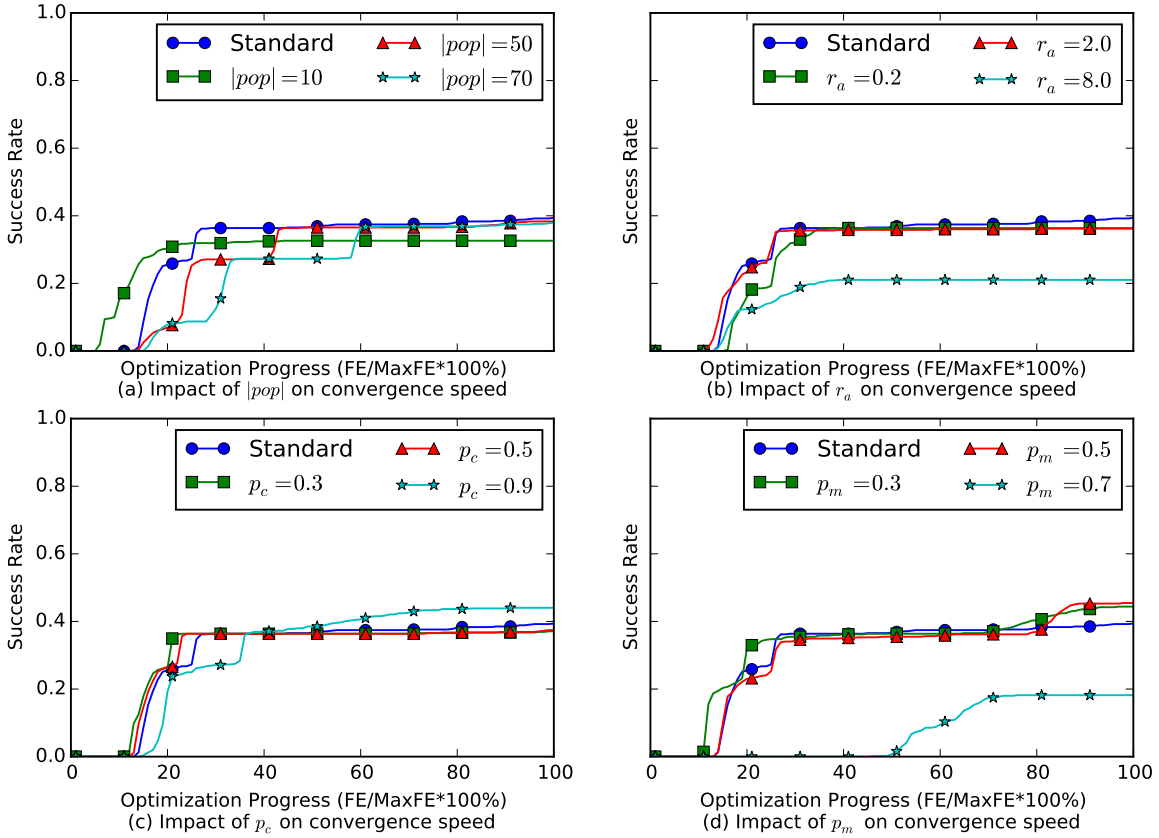 1.0
0.8
0.6
0.4
0.2
0.0
Success Rate
Standard
|pop|=10
|pop|=50
|pop|=70
Optimization Progress (FE/MaxFE*100%)
(a) Impact of |pop| on convergence speed
Success Rate
Standard
r_a=0.2
r_a=2.0
r_a=8.0
Optimization Progress (FE/MaxFE*100%)
(b) Impact of r_a on convergence speed
1.0
0.8
0.6
0.4
0.2
0.0
Success Rate
Standard
p_c=0.3
p_c=0.5
p_c=0.9
0 20 40 60 80 100
Optimization Progress (FE/MaxFE*100%)
(c) Impact of p_c on convergence speed
Success Rate
Standard
p_m=0.3
p_m=0.5
p_m=0.7
0 20 40 60 80 100
Optimization Progress (FE/MaxFE*100%)
(d) Impact of p_m on convergence speed